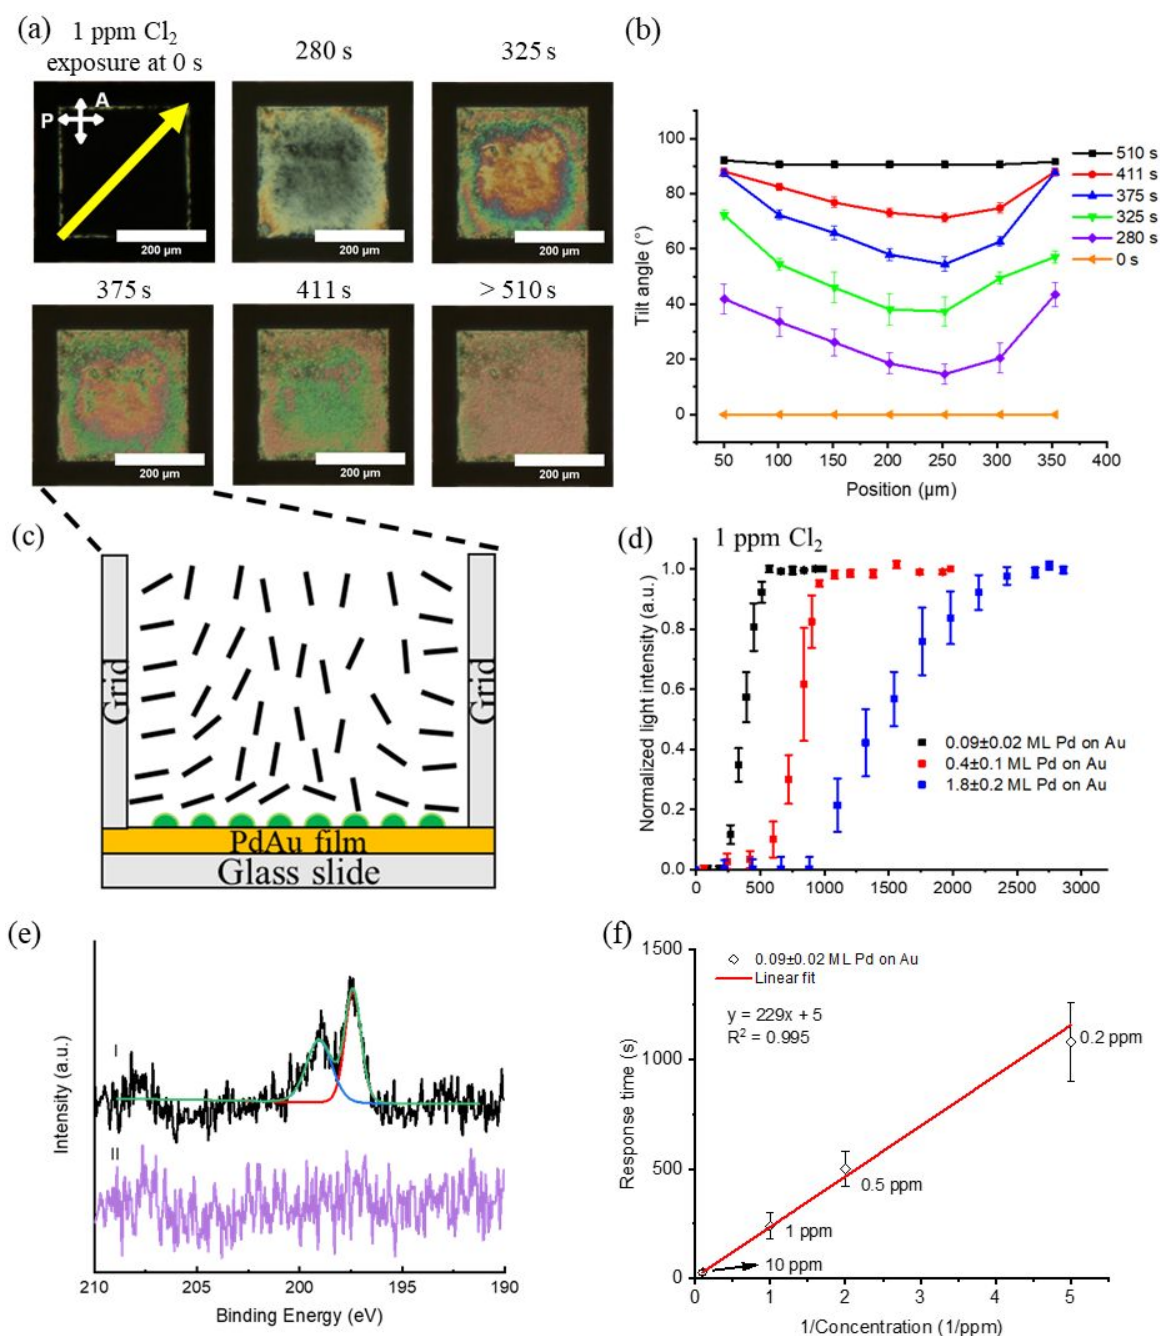 (a)
1 ppm Cl₂
exposure at 0 s
280 s
325 s
A
P
200 µm
200 µm
200 µm
375 s
411 s
> 510 s
200 µm
200 µm
200 µm
(b)
Tilt angle (°)
100
80
60
40
20
0
50
100
150
200
250
300
350
400
Position (µm)
510 s
411 s
375 s
325 s
280 s
0 s
(c)
Grid
Grid
PdAu film
Glass slide
(d)
1 ppm Cl₂
Normalized light intensity (a.u.)
1.0
0.8
0.6
0.4
0.2
0.0
0
500
1000
1500
2000
2500
3000
0.09±0.02 ML Pd on Au
0.4±0.1 ML Pd on Au
1.8±0.2 ML Pd on Au
(e)
Intensity (a.u.)
I
II
210
205
200
195
190
Binding Energy (eV)
(f)
Response time (s)
1500
1000
500
0
0.09±0.02 ML Pd on Au
Linear fit
y = 229x + 5
R² = 0.995
0.2 ppm
0.5 ppm
1 ppm
10 ppm
0
1
2
3
4
5
1/Concentration (1/ppm)